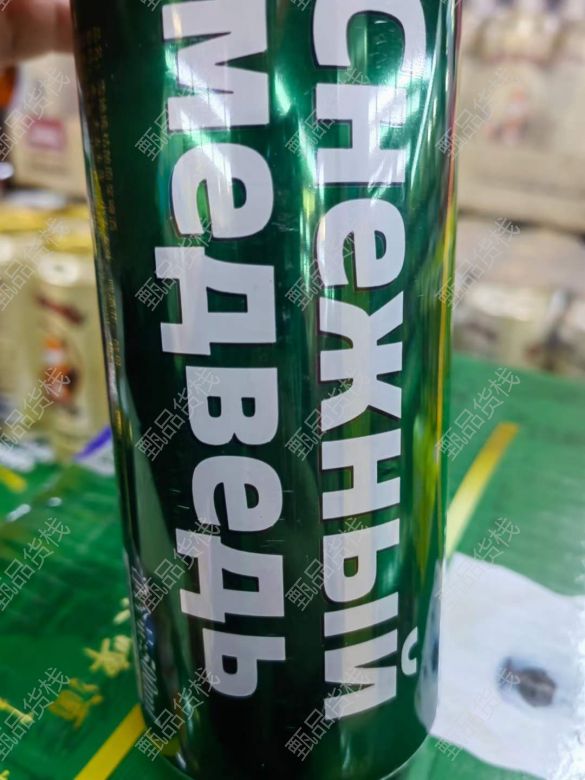 Снежный
медведь
甄品货栈